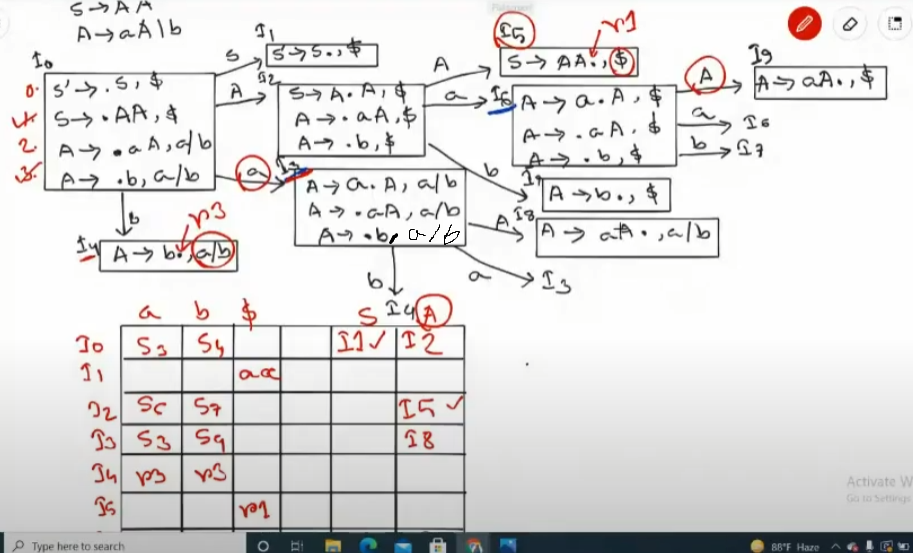 S→AA
A→aA|b
I0
0. S'→.S,$
1. S→.AA,$
2. A→.aA,a/b
3. A→.b,a/b
S
I1
S→S.,$
A
I2
S→A.A,$
A→.aA,$
A→.b,$
A
I5
r1
S→AA.,$
a
I6
A→a.A,$
A→.aA.$
A→.b,$
A
I9
A→aA.,$
a
I6
b
I7
b
I7
A→b.,$
a
I3
A→a.A,a/b
A→.aA,a/b
A→.b,a/b
A
I8
A→aA.,a/b
a
I3
b
I4
b
r3
I4
A→b.,a/b
a b $ S A
I0 S3 S4 I1✓ I2
I1 acc
I2 S6 S7 I5✓
I3 S3 S4 I8
I4 r3 r3
I5 r1
Activate W
Go to Settings
Type here to search
88°F Haze